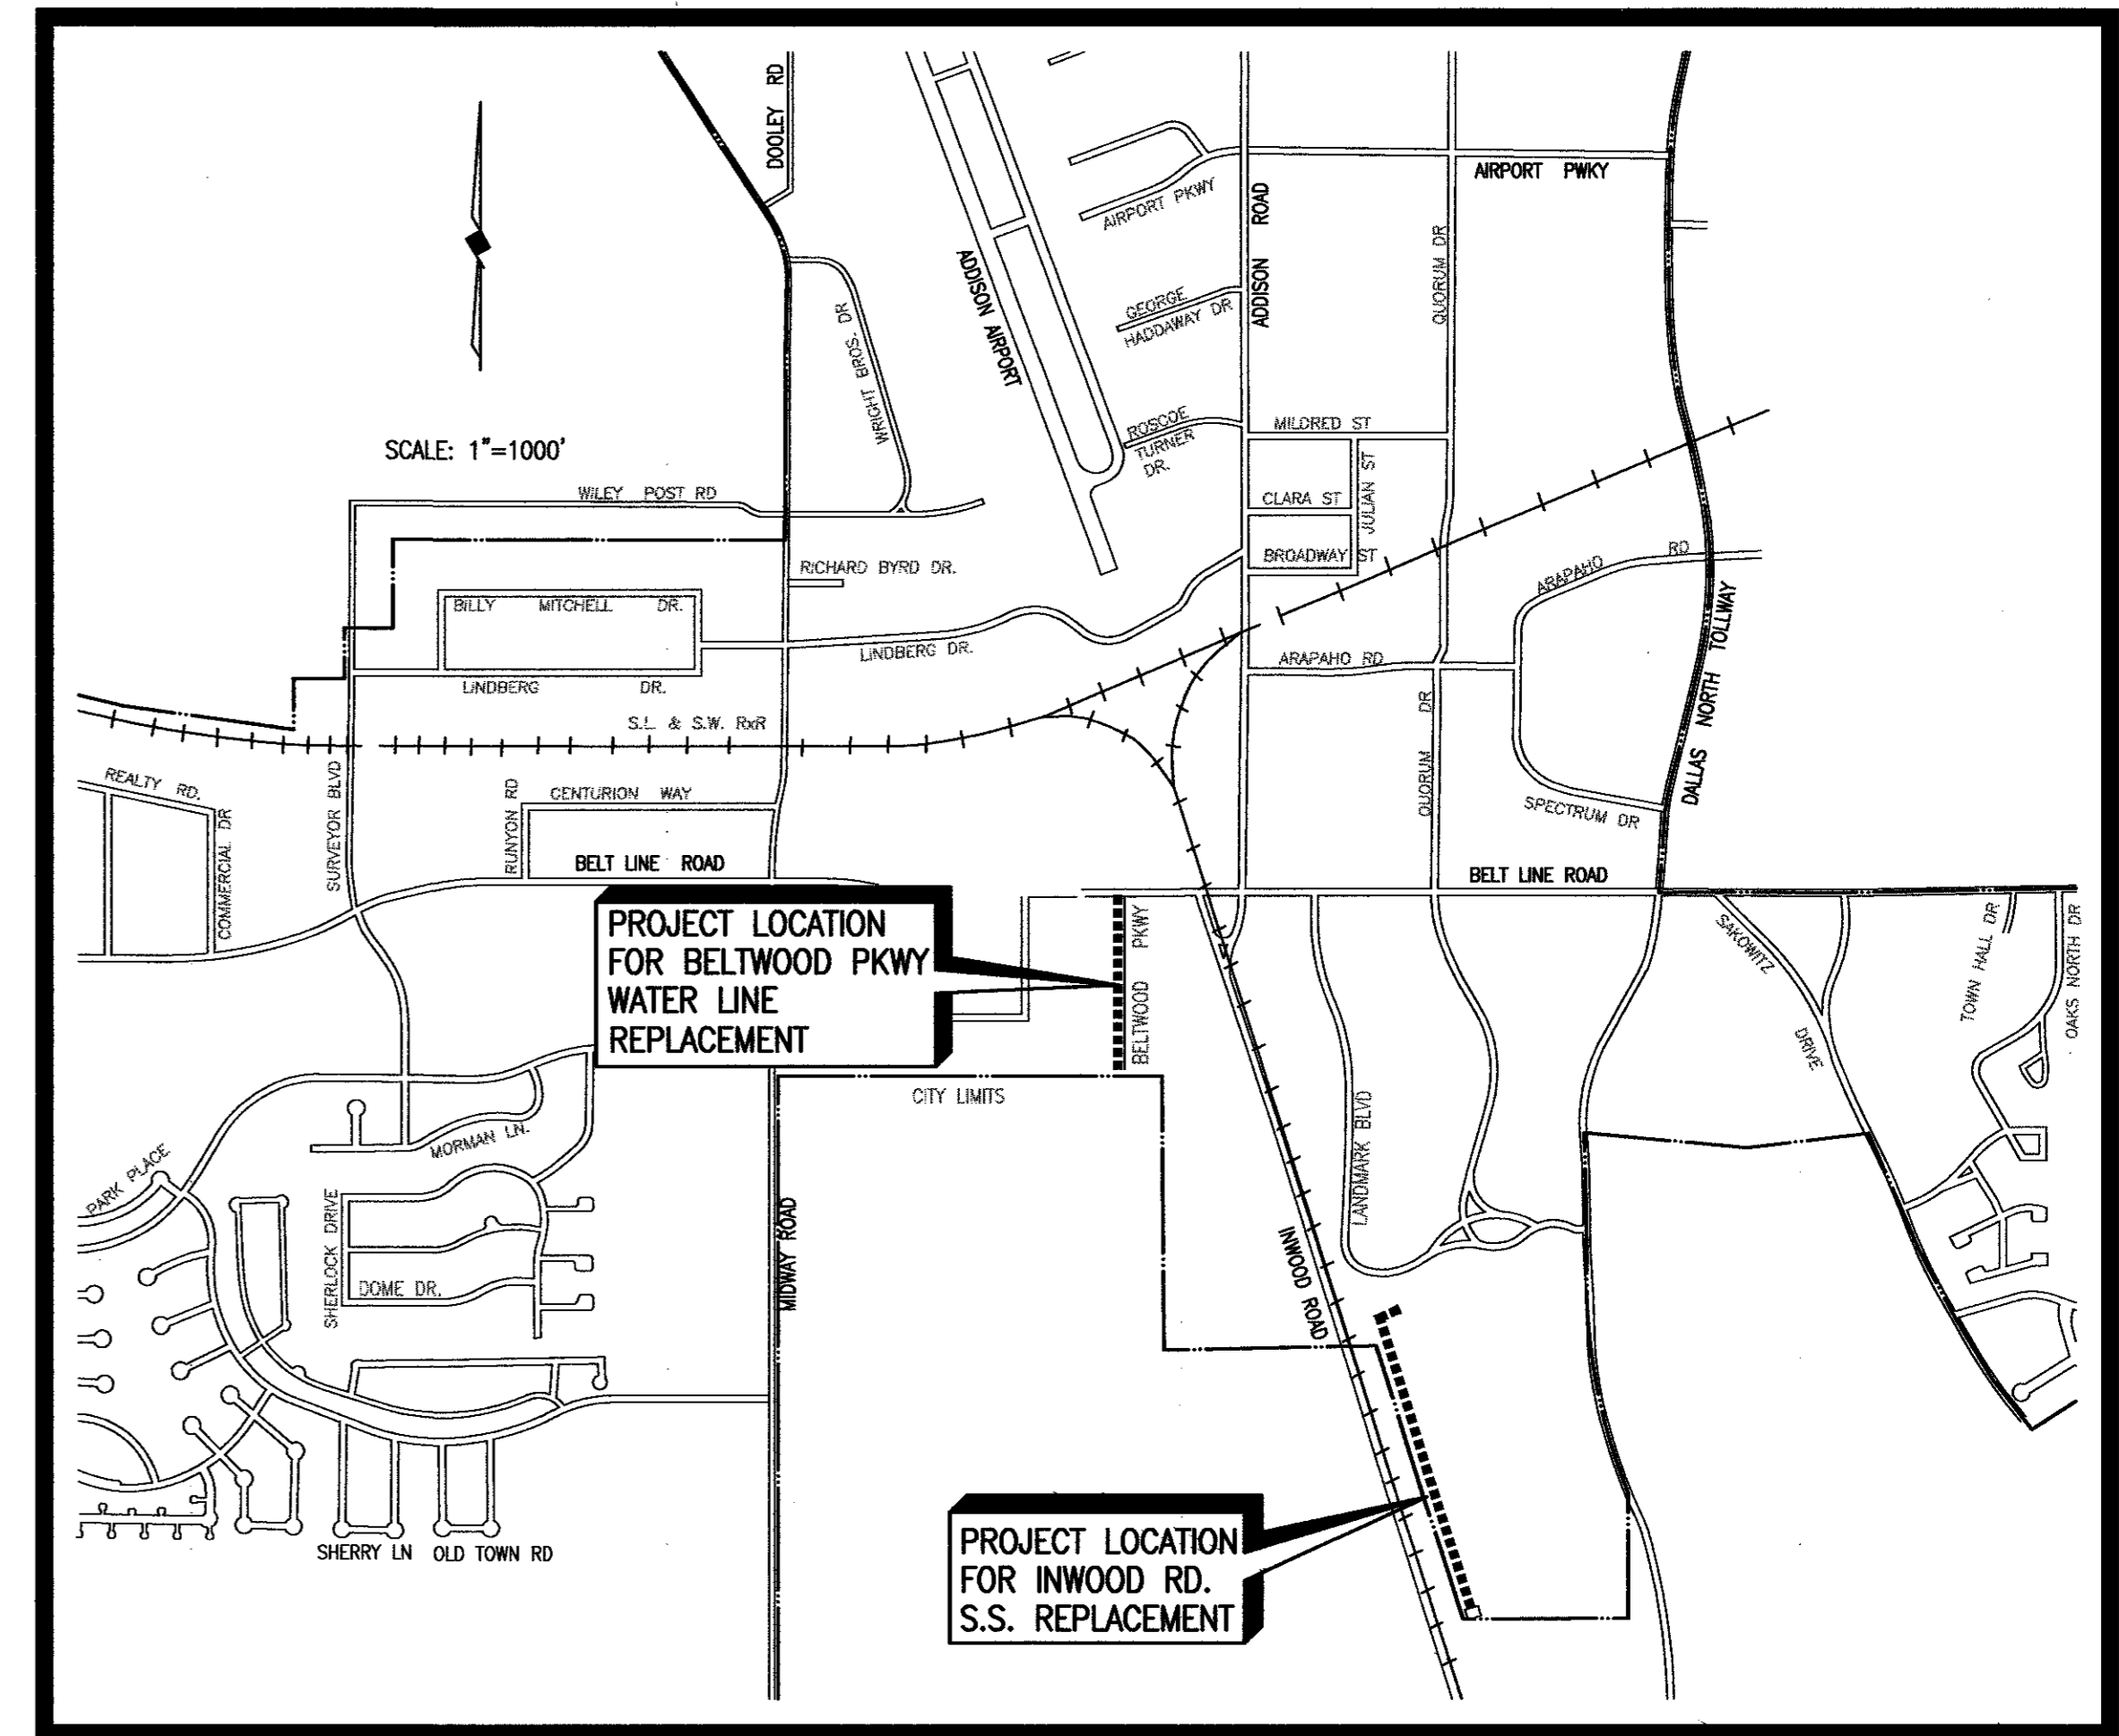 DOOLEY RD
AIRPORT PWKY
AIRPORT PKWY
ADDISON ROAD
QUORUM DR
ADDISON AIRPORT
GEORGE
HADDAWAY DR
WRIGHT BROS. DR
ROSCOE
TURNER
DR.
MILDRED ST
SCALE: 1"=1000'
WILEY POST RD
CLARA ST
JULIAN ST
BROADWAY ST
RICHARD BYRD DR.
ARAPAHO RD
BILLY MITCHELL DR.
LINDBERG DR.
LINDBERG DR.
ARAPAHO RD
DALLAS NORTH TOLLWAY
S.L. & S.W. RxR
QUORUM DR
REALTY RD.
COMMERCIAL DR
SURVEYOR BLVD
RUNYON RD
CENTURION WAY
SPECTRUM DR
BELT LINE ROAD
BELT LINE ROAD
PROJECT LOCATION
FOR BELTWOOD PKWY
WATER LINE
REPLACEMENT
BELTWOOD PKWY
SAKOWITZ DRIVE
TOWN HALL DR
OAKS NORTH DR
CITY LIMITS
MORMAN LN.
PARK PLACE
LANDMARK BLVD
SHERLOCK DRIVE
DOME DR.
MIDWAY ROAD
INWOOD ROAD
PROJECT LOCATION
FOR INWOOD RD.
S.S. REPLACEMENT
SHERRY LN OLD TOWN RD